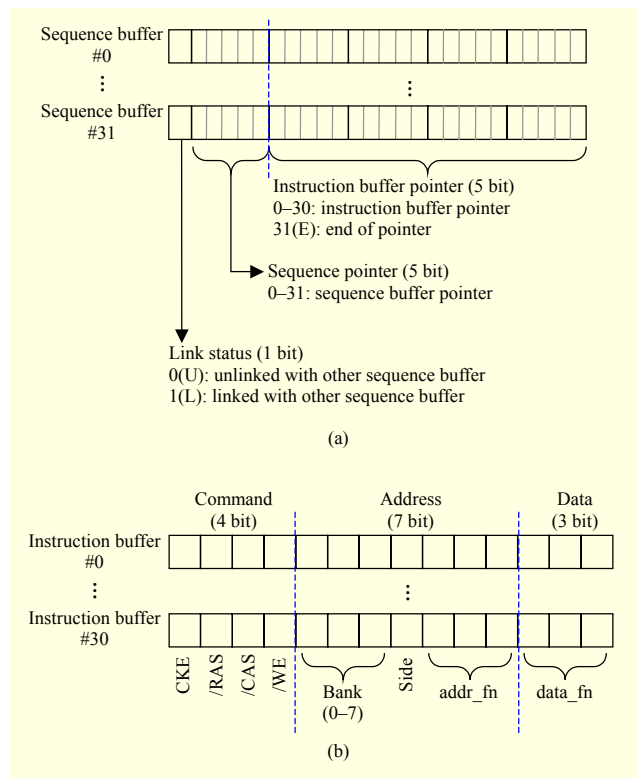 Sequence buffer
#0
⋮
⋮
Sequence buffer
#31
Instruction buffer pointer (5 bit)
0–30: instruction buffer pointer
31(E): end of pointer
Sequence pointer (5 bit)
0–31: sequence buffer pointer
Link status (1 bit)
0(U): unlinked with other sequence buffer
1(L): linked with other sequence buffer
(a)
Command
(4 bit)
Address
(7 bit)
Data
(3 bit)
Instruction buffer
#0
⋮
⋮
Instruction buffer
#30
CKE
/RAS
/CAS
/WE
Bank
(0–7)
Side
addr_fn
data_fn
(b)